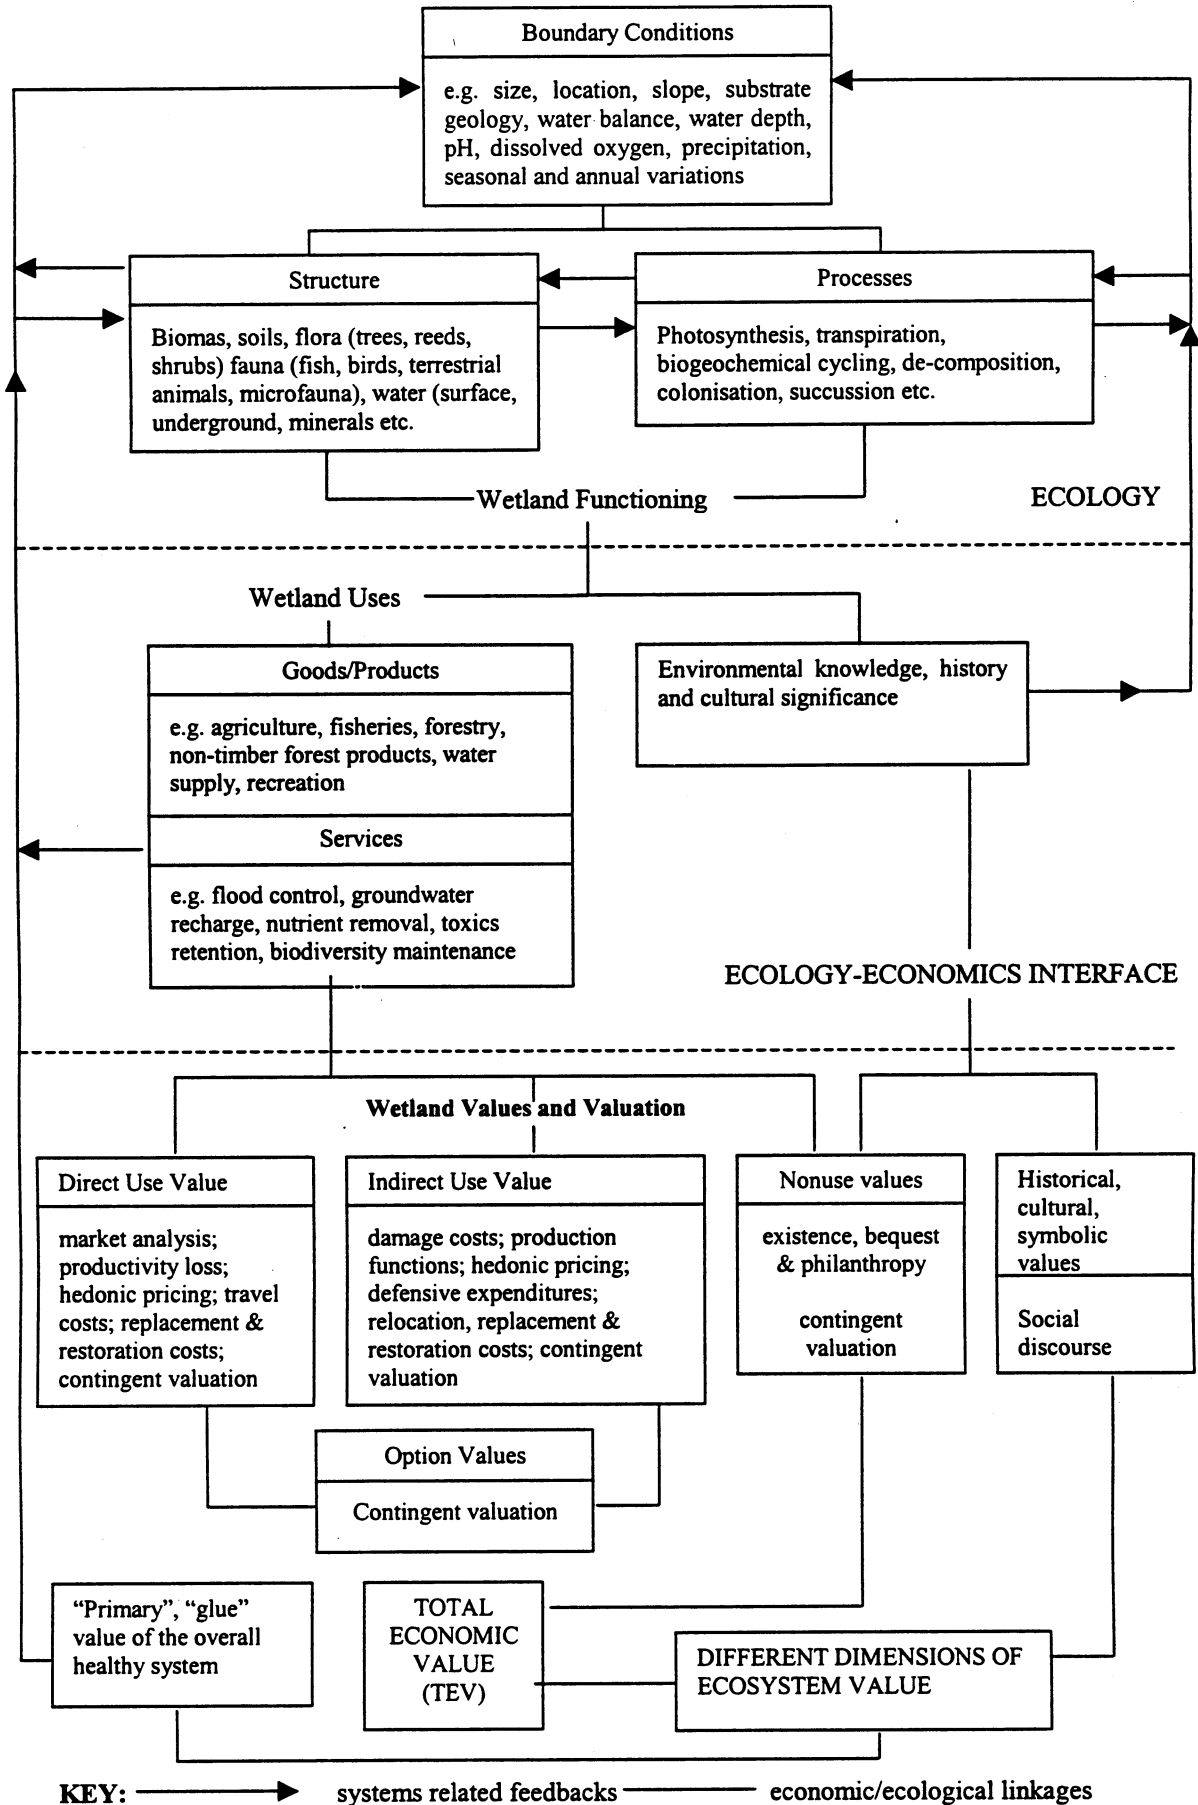 Boundary Conditions
e.g. size, location, slope, substrate
geology, water balance, water depth,
pH, dissolved oxygen, precipitation,
seasonal and annual variations
Structure
Biomas, soils, flora (trees, reeds,
shrubs) fauna (fish, birds, terrestrial
animals, microfauna), water (surface,
underground, minerals etc.
Processes
Photosynthesis, transpiration,
biogeochemical cycling, de-composition,
colonisation, succussion etc.
Wetland Functioning
ECOLOGY
Wetland Uses
Goods/Products
e.g. agriculture, fisheries, forestry,
non-timber forest products, water
supply, recreation
Services
e.g. flood control, groundwater
recharge, nutrient removal, toxics
retention, biodiversity maintenance
Environmental knowledge, history
and cultural significance
ECOLOGY-ECONOMICS INTERFACE
Wetland Values and Valuation
Direct Use Value
market analysis;
productivity loss;
hedonic pricing; travel
costs; replacement &
restoration costs;
contingent valuation
Indirect Use Value
damage costs; production
functions; hedonic pricing;
defensive expenditures;
relocation, replacement &
restoration costs; contingent
valuation
Nonuse values
existence, bequest
& philanthropy
contingent
valuation
Historical,
cultural,
symbolic
values
Social
discourse
Option Values
Contingent valuation
“Primary”, “glue”
value of the overall
healthy system
TOTAL
ECONOMIC
VALUE
(TEV)
DIFFERENT DIMENSIONS OF
ECOSYSTEM VALUE
KEY: systems related feedbacks economic/ecological linkages